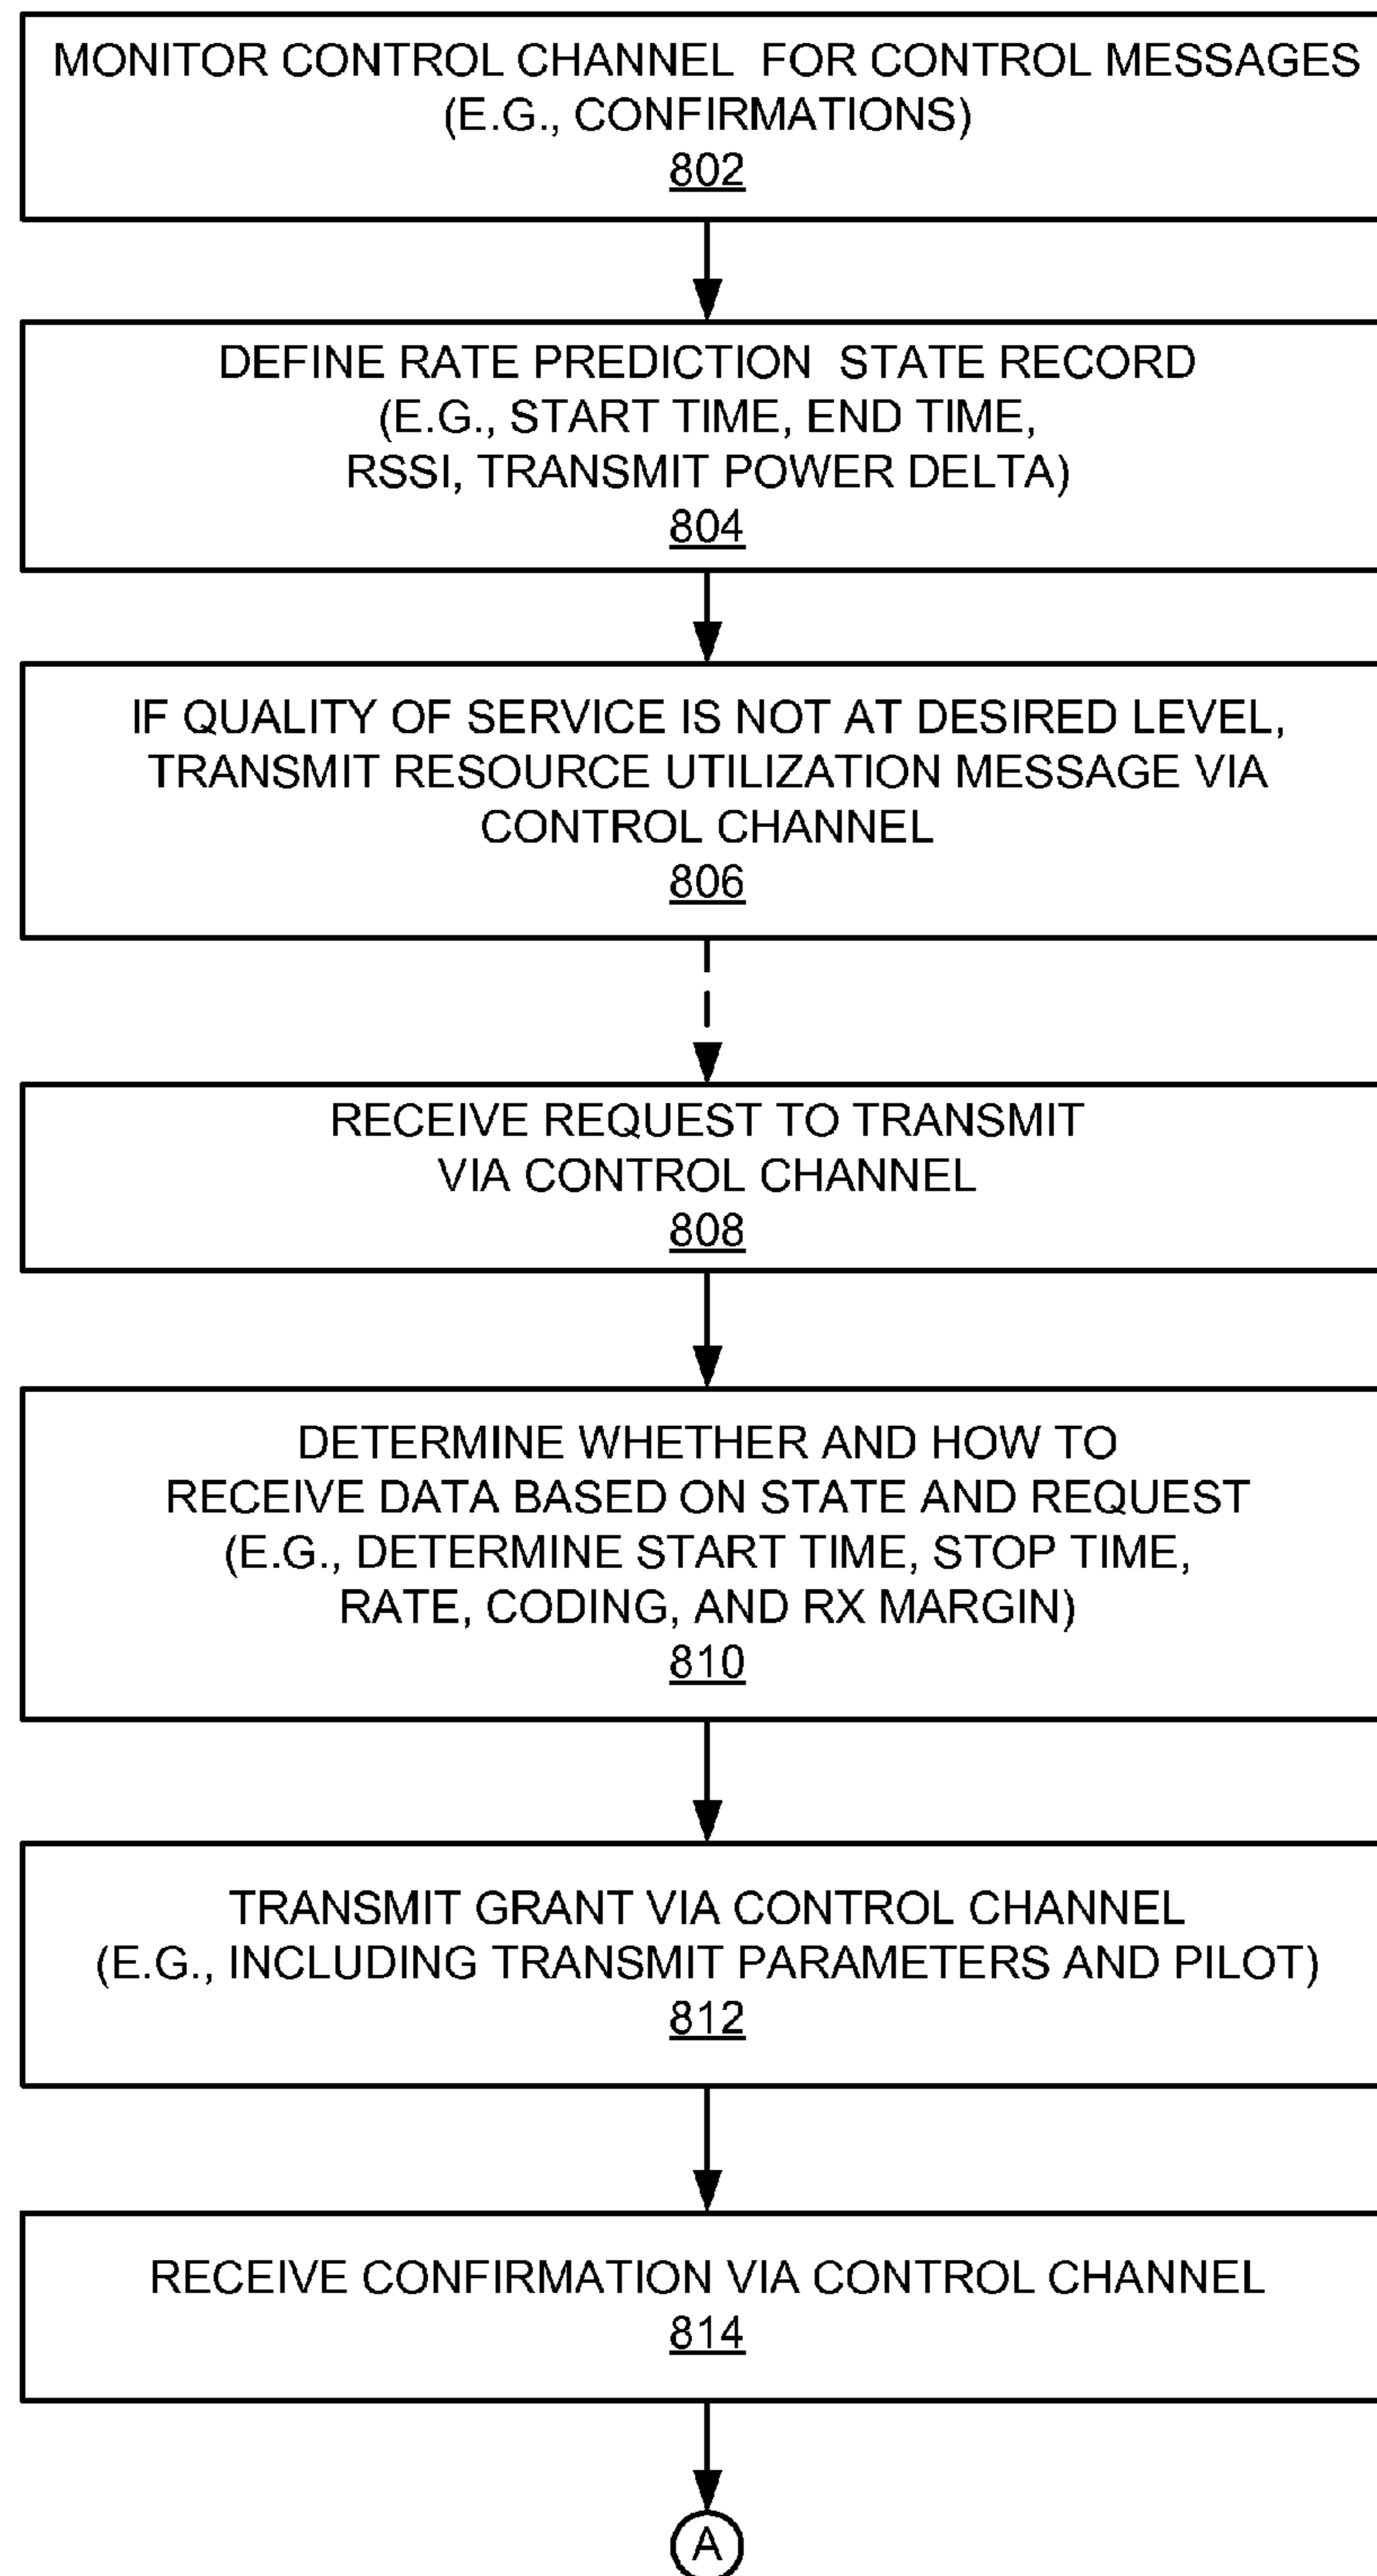 MONITOR CONTROL CHANNEL FOR CONTROL MESSAGES
(E.G., CONFIRMATIONS)
802
DEFINE RATE PREDICTION STATE RECORD
(E.G., START TIME, END TIME,
RSSI, TRANSMIT POWER DELTA)
804
IF QUALITY OF SERVICE IS NOT AT DESIRED LEVEL,
TRANSMIT RESOURCE UTILIZATION MESSAGE VIA
CONTROL CHANNEL
806
RECEIVE REQUEST TO TRANSMIT
VIA CONTROL CHANNEL
808
DETERMINE WHETHER AND HOW TO
RECEIVE DATA BASED ON STATE AND REQUEST
(E.G., DETERMINE START TIME, STOP TIME,
RATE, CODING, AND RX MARGIN)
810
TRANSMIT GRANT VIA CONTROL CHANNEL
(E.G., INCLUDING TRANSMIT PARAMETERS AND PILOT)
812
RECEIVE CONFIRMATION VIA CONTROL CHANNEL
814
A